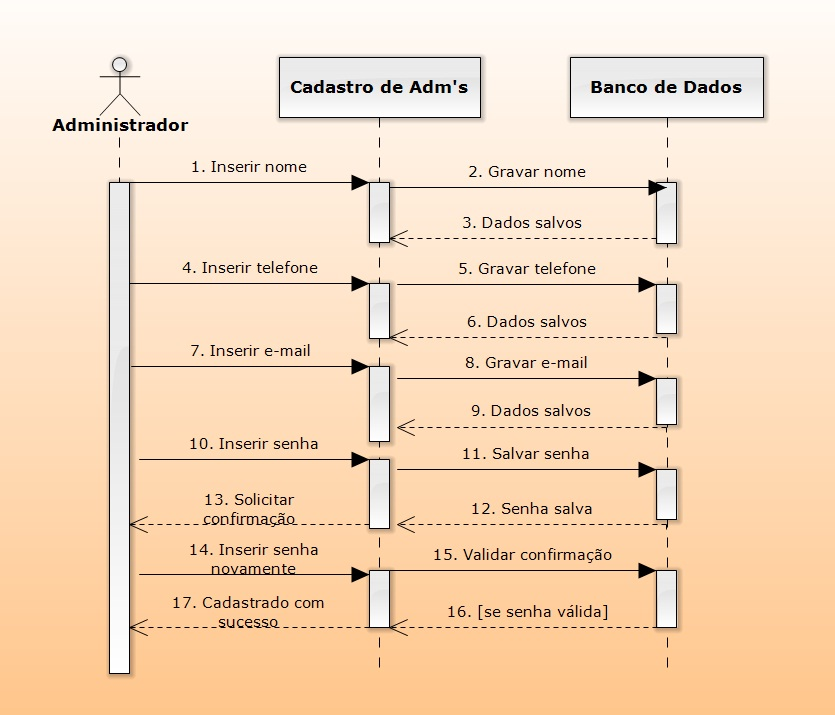 Cadastro de Adm's
Banco de Dados
Administrador
1. Inserir nome
2. Gravar nome
3. Dados salvos
4. Inserir telefone
5. Gravar telefone
6. Dados salvos
7. Inserir e-mail
8. Gravar e-mail
9. Dados salvos
10. Inserir senha
11. Salvar senha
12. Senha salva
13. Solicitar
confirmação
14. Inserir senha
novamente
15. Validar confirmação
16. [se senha válida]
17. Cadastrado com
sucesso